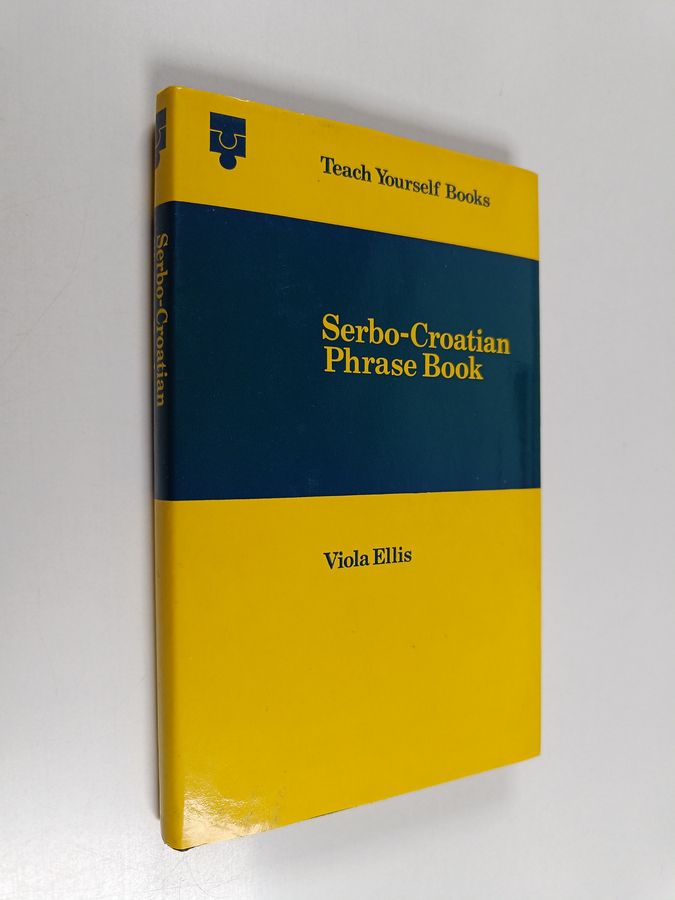 Teach Yourself Books
Serbo-Croatian
Phrase Book
Viola Ellis
Serbo-Croatian